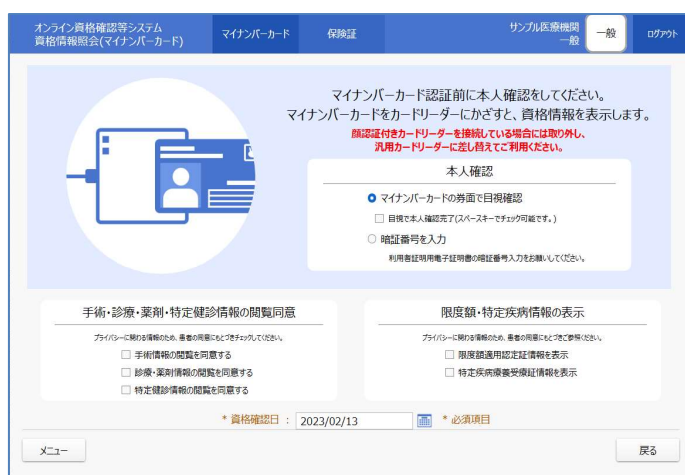 オンライン資格確認等システム
資格情報照会(マイナンバーカード)
マイナンバーカード
保険証
サンプル医療機関
一般
一般
ログアウト
マイナンバーカード認証前に本人確認をしてください。
マイナンバーカードをカードリーダーにかざすと、資格情報を表示します。
顔認証付きカードリーダーを接続している場合には取り外し、
汎用カードリーダーに差し替えてご利用ください。
本人確認
マイナンバーカードの券面で目視確認
目視で本人確認完了(スペースキーでチェック可能です。)
暗証番号を入力
利用者証明用電子証明書の暗証番号入力をお願いしてください。
手術・診療・薬剤・特定健診情報の閲覧同意
プライバシーに関わる情報のため、患者の同意にもとづきチェックしてください。
手術情報の閲覧を同意する
診療・薬剤情報の閲覧を同意する
特定健診情報の閲覧を同意する
限度額・特定疾病情報の表示
プライバシーに関わる情報のため、患者の同意にもとづきご参照ください。
限度額適用認定証情報を表示
特定疾病療養受療証情報を表示
* 資格確認日 : 2023/02/13 * 必須項目
メニュー
戻る